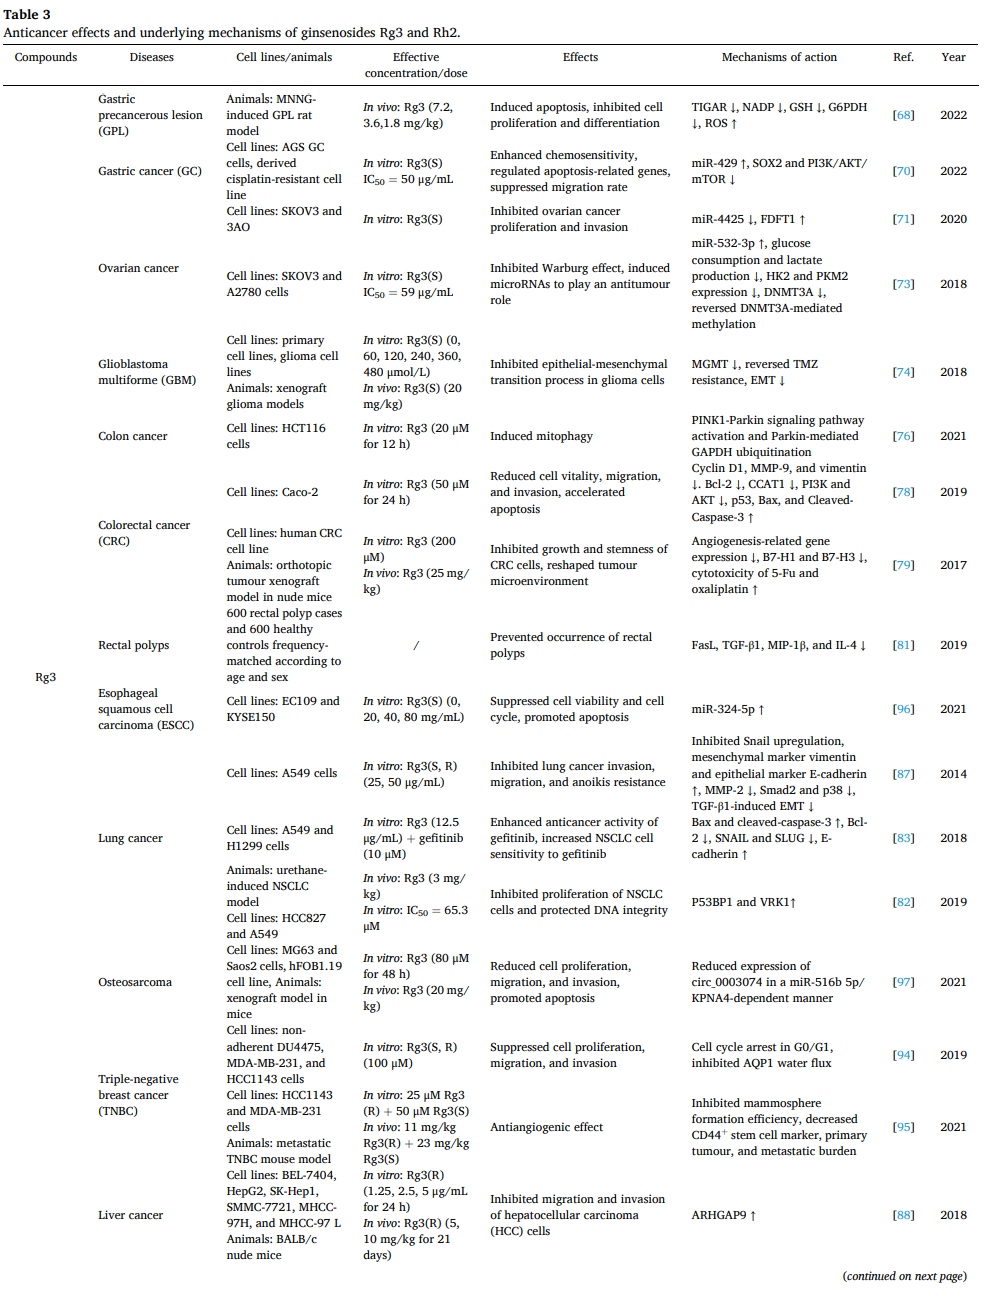 Table 3
Anticancer effects and underlying mechanisms of ginsenosides Rg3 and Rh2.
Compounds Diseases Cell lines/animals Effective concentration/dose Effects Mechanisms of action Ref. Year
Rg3
Gastric
precancerous lesion
(GPL)
Animals: MNNG-
induced GPL rat
model
In vivo: Rg3 (7.2,
3.6,1.8 mg/kg)
Induced apoptosis, inhibited cell
proliferation and differentiation
TIGAR ↓, NADP ↓, GSH ↓, G6PDH
↓, ROS ↑
[68]
2022
Gastric cancer (GC)
Cell lines: AGS GC
cells, derived
cisplatin-resistant cell
line
In vitro: Rg3(S)
IC50 = 50 μg/mL
Enhanced chemosensitivity,
regulated apoptosis-related genes,
suppressed migration rate
miR-429 ↑, SOX2 and PI3K/AKT/
mTOR ↓
[70]
2022
Ovarian cancer
Cell lines: SKOV3 and
3AO
In vitro: Rg3(S)
Inhibited ovarian cancer
proliferation and invasion
miR-4425 ↓, FDFT1 ↑
[71]
2020
Cell lines: SKOV3 and
A2780 cells
In vitro: Rg3(S)
IC50 = 59 μg/mL
Inhibited Warburg effect, induced
microRNAs to play an antitumour
role
miR-532-3p ↑, glucose
consumption and lactate
production ↓, HK2 and PKM2
expression ↓, DNMT3A ↓,
reversed DNMT3A-mediated
methylation
[73]
2018
Glioblastoma
multiforme (GBM)
Cell lines: primary
cell lines, glioma cell
lines
Animals: xenograft
glioma models
In vitro: Rg3(S) (0,
60, 120, 240, 360,
480 μmol/L)
In vivo: Rg3(S) (20
mg/kg)
Inhibited epithelial-mesenchymal
transition process in glioma cells
MGMT ↓, reversed TMZ
resistance, EMT ↓
[74]
2018
Colon cancer
Cell lines: HCT116
cells
In vitro: Rg3 (20 μM
for 12 h)
Induced mitophagy
PINK1-Parkin signaling pathway
activation and Parkin-mediated
GAPDH ubiquitination
[76]
2021
Colorectal cancer
(CRC)
Cell lines: Caco-2
In vitro: Rg3 (50 μM
for 24 h)
Reduced cell vitality, migration,
and invasion, accelerated
apoptosis
Cyclin D1, MMP-9, and vimentin
↓. Bcl-2 ↓, CCAT1 ↓, PI3K and
AKT ↓, p53, Bax, and Cleaved-
Caspase-3 ↑
[78]
2019
Cell lines: human CRC
cell line
Animals: orthotopic
tumour xenograft
model in nude mice
In vitro: Rg3 (200
μM)
In vivo: Rg3 (25 mg/
kg)
Inhibited growth and stemness of
CRC cells, reshaped tumour
microenvironment
Angiogenesis-related gene
expression ↓, B7-H1 and B7-H3 ↓,
cytotoxicity of 5-Fu and
oxaliplatin ↑
[79]
2017
Rectal polyps
600 rectal polyp cases
and 600 healthy
controls frequency-
matched according to
age and sex
/
Prevented occurrence of rectal
polyps
FasL, TGF-β1, MIP-1β, and IL-4 ↓
[81]
2019
Esophageal
squamous cell
carcinoma (ESCC)
Cell lines: EC109 and
KYSE150
In vitro: Rg3(S) (0,
20, 40, 80 mg/mL)
Suppressed cell viability and cell
cycle, promoted apoptosis
miR-324-5p ↑
[96]
2021
Lung cancer
Cell lines: A549 cells
In vitro: Rg3(S, R)
(25, 50 μg/mL)
Inhibited lung cancer invasion,
migration, and anoikis resistance
Inhibited Snail upregulation,
mesenchymal marker vimentin
and epithelial marker E-cadherin
↑, MMP-2 ↓, Smad2 and p38 ↓,
TGF-β1-induced EMT ↓
[87]
2014
Cell lines: A549 and
H1299 cells
In vitro: Rg3 (12.5
μg/mL) + gefitinib
(10 μM)
Enhanced anticancer activity of
gefitinib, increased NSCLC cell
sensitivity to gefitinib
Bax and cleaved-caspase-3 ↑, Bcl-
2 ↓, SNAIL and SLUG ↓, E-
cadherin ↑
[83]
2018
Animals: urethane-
induced NSCLC
model
Cell lines: HCC827
and A549
In vivo: Rg3 (3 mg/
kg)
In vitro: IC50 = 65.3
μM
Inhibited proliferation of NSCLC
cells and protected DNA integrity
P53BP1 and VRK1↑
[82]
2019
Osteosarcoma
Cell lines: MG63 and
Saos2 cells, hFOB1.19
cell line, Animals:
xenograft model in
mice
In vitro: Rg3 (80 μM
for 48 h)
In vivo: Rg3 (20 mg/
kg)
Reduced cell proliferation,
migration, and invasion,
promoted apoptosis
Reduced expression of
circ_0003074 in a miR-516b 5p/
KPNA4-dependent manner
[97]
2021
Triple-negative
breast cancer
(TNBC)
Cell lines: non-
adherent DU4475,
MDA-MB-231, and
HCC1143 cells
In vitro: Rg3(S, R)
(100 μM)
Suppressed cell proliferation,
migration, and invasion
Cell cycle arrest in G0/G1,
inhibited AQP1 water flux
[94]
2019
Cell lines: HCC1143
and MDA-MB-231
cells
Animals: metastatic
TNBC mouse model
In vitro: 25 μM Rg3
(R) + 50 μM Rg3(S)
In vivo: 11 mg/kg
Rg3(R) + 23 mg/kg
Rg3(S)
Antiangiogenic effect
Inhibited mammosphere
formation efficiency, decreased
CD44+ stem cell marker, primary
tumour, and metastatic burden
[95]
2021
Liver cancer
Cell lines: BEL-7404,
HepG2, SK-Hep1,
SMMC-7721, MHCC-
97H, and MHCC-97 L
Animals: BALB/c
nude mice
In vitro: Rg3(R)
(1.25, 2.5, 5 μg/mL
for 24 h)
In vivo: Rg3(R) (5,
10 mg/kg for 21
days)
Inhibited migration and invasion
of hepatocellular carcinoma
(HCC) cells
ARHGAP9 ↑
[88]
2018
(continued on next page)